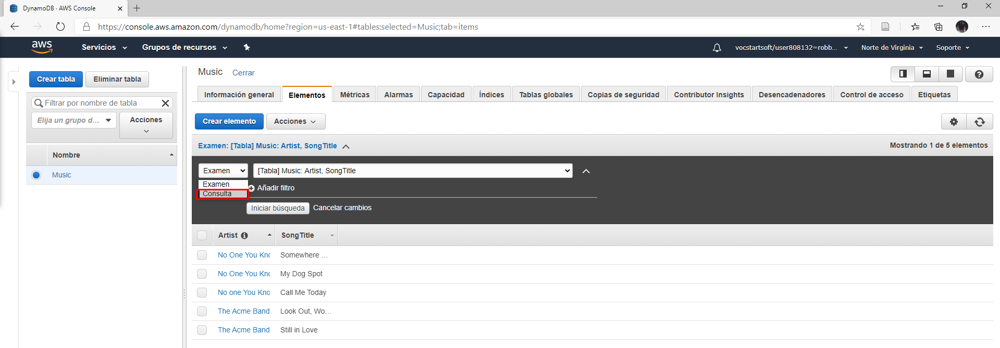 DynamoDB · AWS Console
https://console.aws.amazon.com/dynamodb/home?region=us-east-1#tables:selected=Music;tab=items
aws Servicios Grupos de recursos vocstartsoft/user808132=robb... Norte de Virginia Soporte
Crear tabla Eliminar tabla
Filtrar por nombre de tabla
Elija un grupo d... Acciones
Nombre
Music
Music Cerrar
Información general Elementos Métricas Alarmas Capacidad Índices Tablas globales Copias de seguridad Contributor Insights Desencadenadores Control de acceso Etiquetas
Crear elemento Acciones
Examen: [Tabla] Music: Artist, SongTitle Mostrando 1 de 5 elementos
Examen [Tabla] Music: Artist, SongTitle
Examen
Consulta
Añadir filtro
Iniciar búsqueda Cancelar cambios
Artist SongTitle
No One You Knc Somewhere ...
No One You Knc My Dog Spot
No one You Kno Call Me Today
The Acme Band Look Out, Wo...
The Acme Band Still in Love